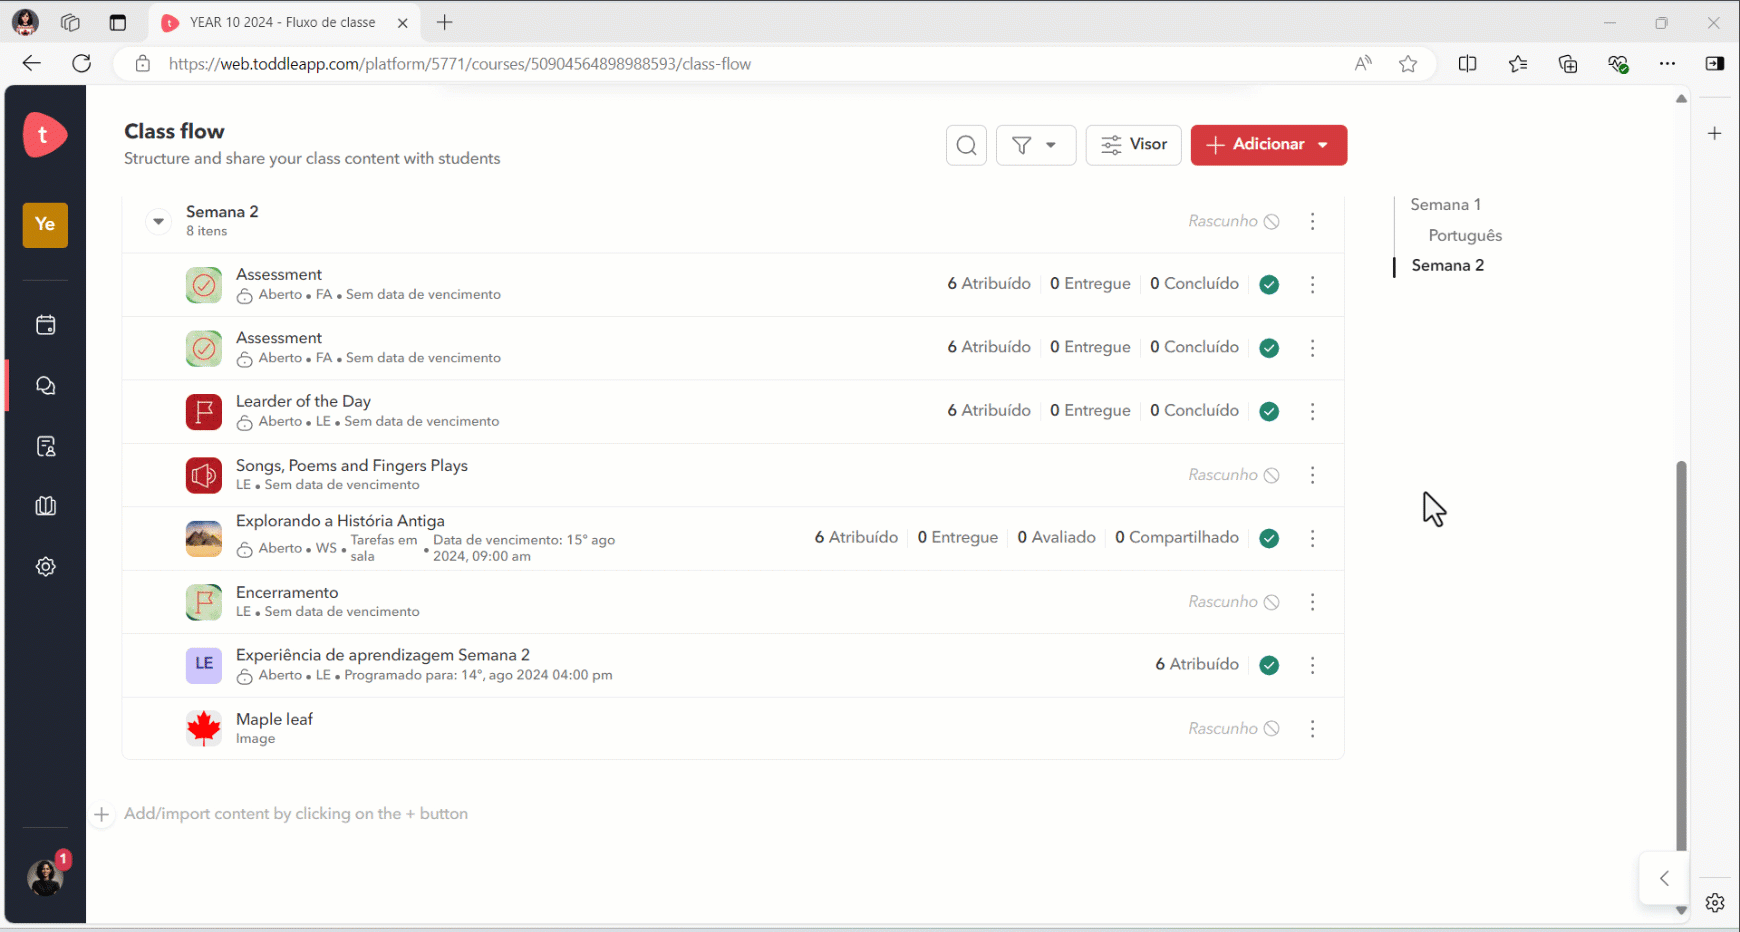 YEAR 10 2024 - Fluxo de classe
https://web.toddleapp.com/platform/5771/courses/50904564898988593/class-flow
t
Ye
1
Class flow
Structure and share your class content with students
Visor
Adicionar
Semana 1
Português
Semana 2
Semana 2
8 itens
Rascunho
Assessment
Aberto • FA • Sem data de vencimento
6 Atribuído 0 Entregue 0 Concluído
Assessment
Aberto • FA • Sem data de vencimento
6 Atribuído 0 Entregue 0 Concluído
Learder of the Day
Aberto • LE • Sem data de vencimento
6 Atribuído 0 Entregue 0 Concluído
Songs, Poems and Fingers Plays
LE • Sem data de vencimento
Rascunho
Explorando a História Antiga
Aberto • WS • Tarefas em sala • Data de vencimento: 15° ago 2024, 09:00 am
6 Atribuído 0 Entregue 0 Avaliado 0 Compartilhado
Encerramento
LE • Sem data de vencimento
Rascunho
LE
Experiência de aprendizagem Semana 2
Aberto • LE • Programado para: 14°, ago 2024 04:00 pm
6 Atribuído
Maple leaf
Image
Rascunho
Add/import content by clicking on the + button